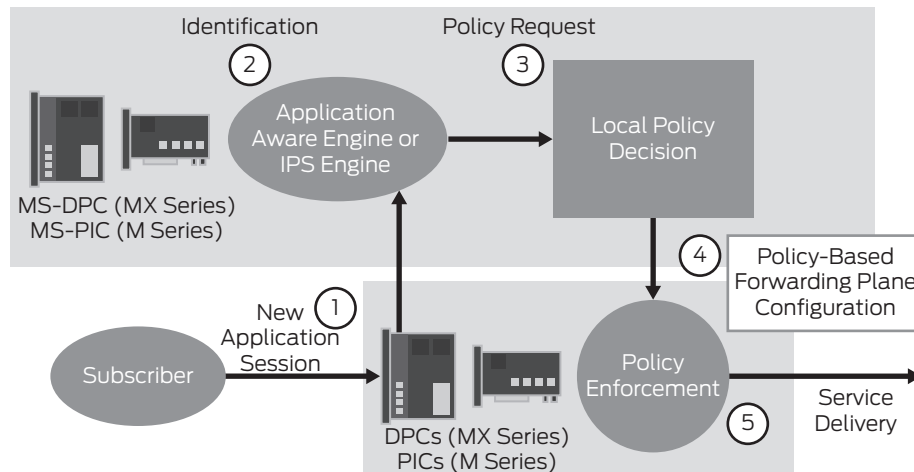 Identification
Policy Request
2
3
Application
Aware Engine or
IPS Engine
Local Policy
Decision
MS-DPC (MX Series)
MS-PIC (M Series)
4
Policy-Based
Forwarding Plane
Configuration
1
New
Application
Session
Subscriber
Policy
Enforcement
DPCs (MX Series)
PICs (M Series)
5
Service
Delivery